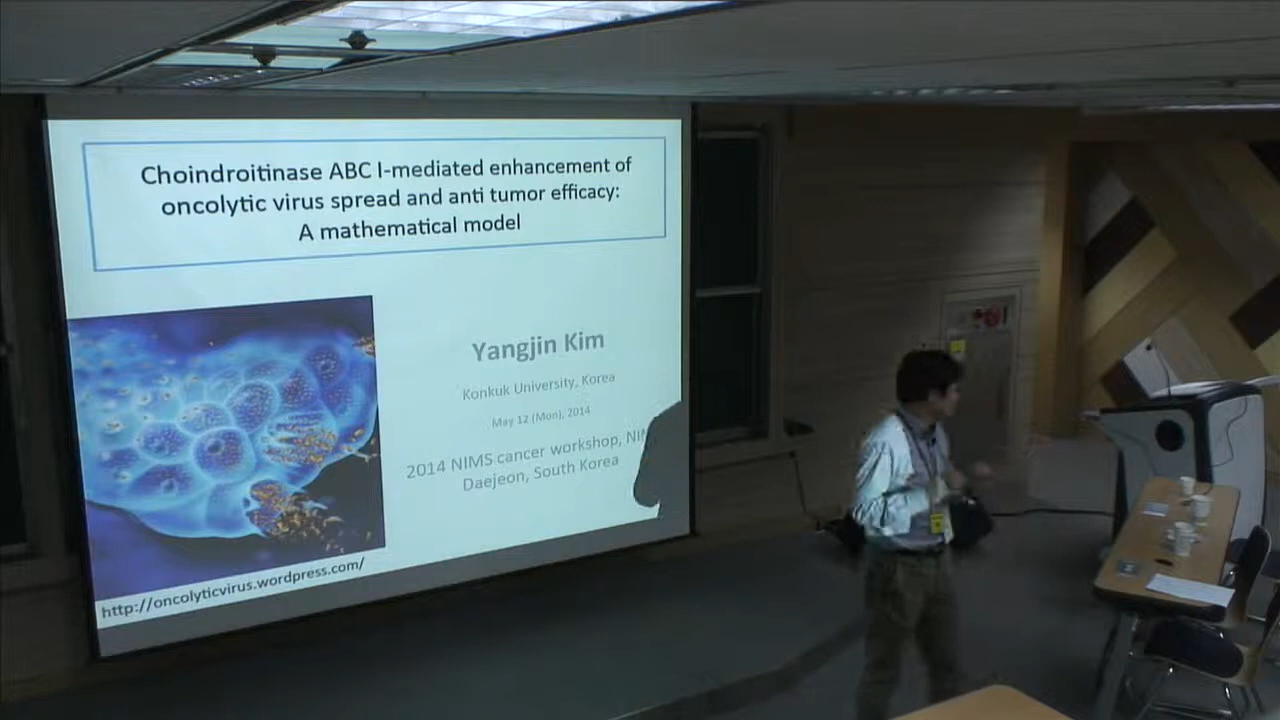 Choindroitinase ABC I-mediated enhancement of
oncolytic virus spread and anti tumor efficacy:
A mathematical model
Yangjin Kim
Konkuk University, Korea
May 12 (Mon), 2014
2014 NIMS cancer workshop,
Daejeon, South Korea
http://oncolyticvirus.wordpress.com/